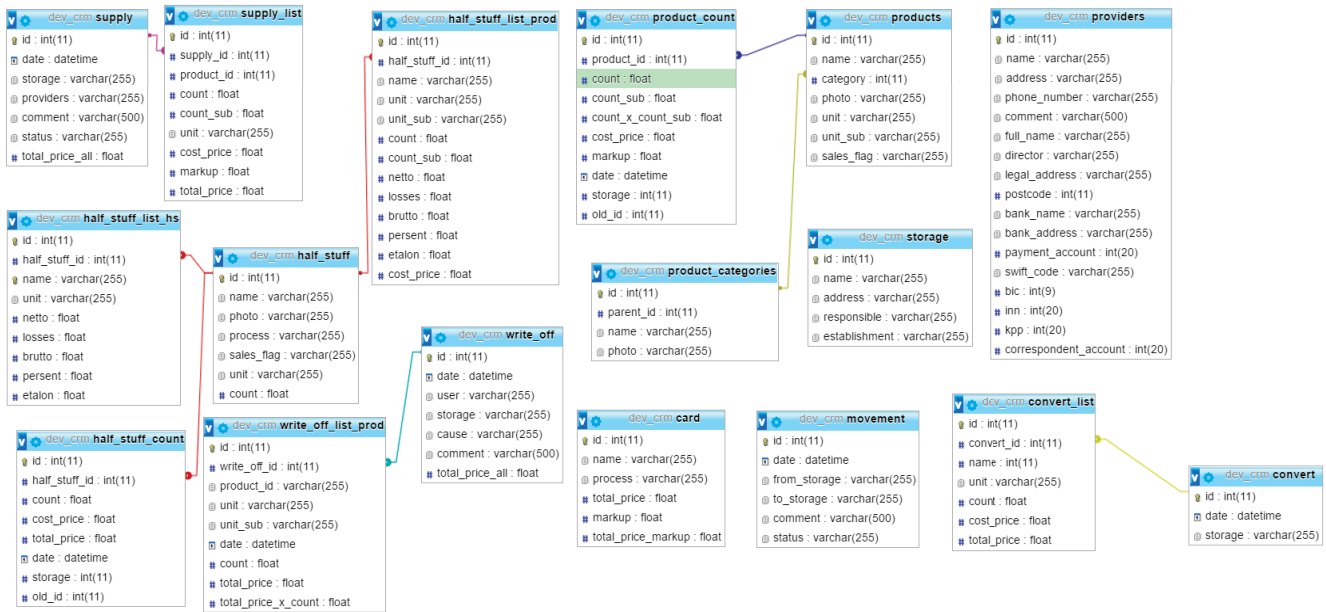 dev_crm supply
id : int(11)
date : datetime
storage : varchar(255)
providers : varchar(255)
comment : varchar(500)
status : varchar(255)
total_price_all : float
dev_crm supply_list
id : int(11)
supply_id : int(11)
product_id : int(11)
count : float
count_sub : float
unit : varchar(255)
cost_price : float
markup : float
total_price : float
dev_crm half_stuff_list_prod
id : int(11)
half_stuff_id : int(11)
name : varchar(255)
unit : varchar(255)
unit_sub : varchar(255)
count : float
count_sub : float
netto : float
losses : float
brutto : float
persent : float
etalon : float
cost_price : float
dev_crm product_count
id : int(11)
product_id : int(11)
count : float
count_sub : float
count_x_count_sub : float
cost_price : float
markup : float
date : datetime
storage : int(11)
old_id : int(11)
dev_crm products
id : int(11)
name : varchar(255)
category : int(11)
photo : varchar(255)
unit : varchar(255)
unit_sub : varchar(255)
sales_flag : varchar(255)
dev_crm providers
id : int(11)
name : varchar(255)
address : varchar(255)
phone_number : varchar(255)
comment : varchar(500)
full_name : varchar(255)
director : varchar(255)
legal_address : varchar(255)
postcode : int(11)
bank_name : varchar(255)
bank_address : varchar(255)
payment_account : int(20)
swift_code : varchar(255)
bic : int(9)
inn : int(20)
kpp : int(20)
correspondent_account : int(20)
dev_crm half_stuff_list_hs
id : int(11)
half_stuff_id : int(11)
name : varchar(255)
unit : varchar(255)
netto : float
losses : float
brutto : float
persent : float
etalon : float
dev_crm half_stuff
id : int(11)
name : varchar(255)
photo : varchar(255)
process : varchar(255)
sales_flag : varchar(255)
unit : varchar(255)
count : float
dev_crm product_categories
id : int(11)
parent_id : int(11)
name : varchar(255)
photo : varchar(255)
dev_crm storage
id : int(11)
name : varchar(255)
address : varchar(255)
responsible : varchar(255)
establishment : varchar(255)
dev_crm write_off
id : int(11)
date : datetime
user : varchar(255)
storage : varchar(255)
cause : varchar(255)
comment : varchar(500)
total_price_all : float
dev_crm half_stuff_count
id : int(11)
half_stuff_id : int(11)
count : float
cost_price : float
total_price : float
date : datetime
storage : int(11)
old_id : int(11)
dev_crm write_off_list_prod
id : int(11)
write_off_id : int(11)
product_id : varchar(255)
unit : varchar(255)
unit_sub : varchar(255)
date : datetime
count : float
total_price : float
total_price_x_count : float
dev_crm card
id : int(11)
name : varchar(255)
process : varchar(255)
total_price : float
markup : float
total_price_markup : float
dev_crm movement
id : int(11)
date : datetime
from_storage : varchar(255)
to_storage : varchar(255)
comment : varchar(500)
status : varchar(255)
dev_crm convert_list
id : int(11)
convert_id : int(11)
name : int(11)
unit : varchar(255)
count : float
cost_price : float
total_price : float
dev_crm convert
id : int(11)
date : datetime
storage : varchar(255)